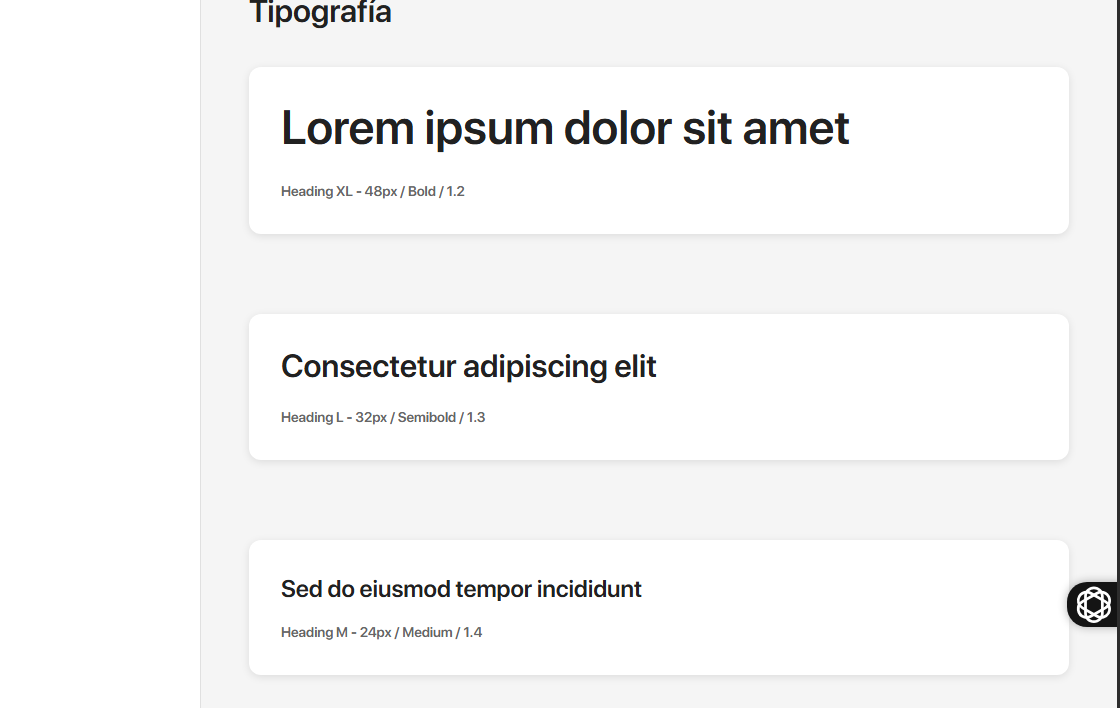 Tipografía
Lorem ipsum dolor sit amet
Heading XL - 48px / Bold / 1.2
Consectetur adipiscing elit
Heading L - 32px / Semibold / 1.3
Sed do eiusmod tempor incididunt
Heading M - 24px / Medium / 1.4